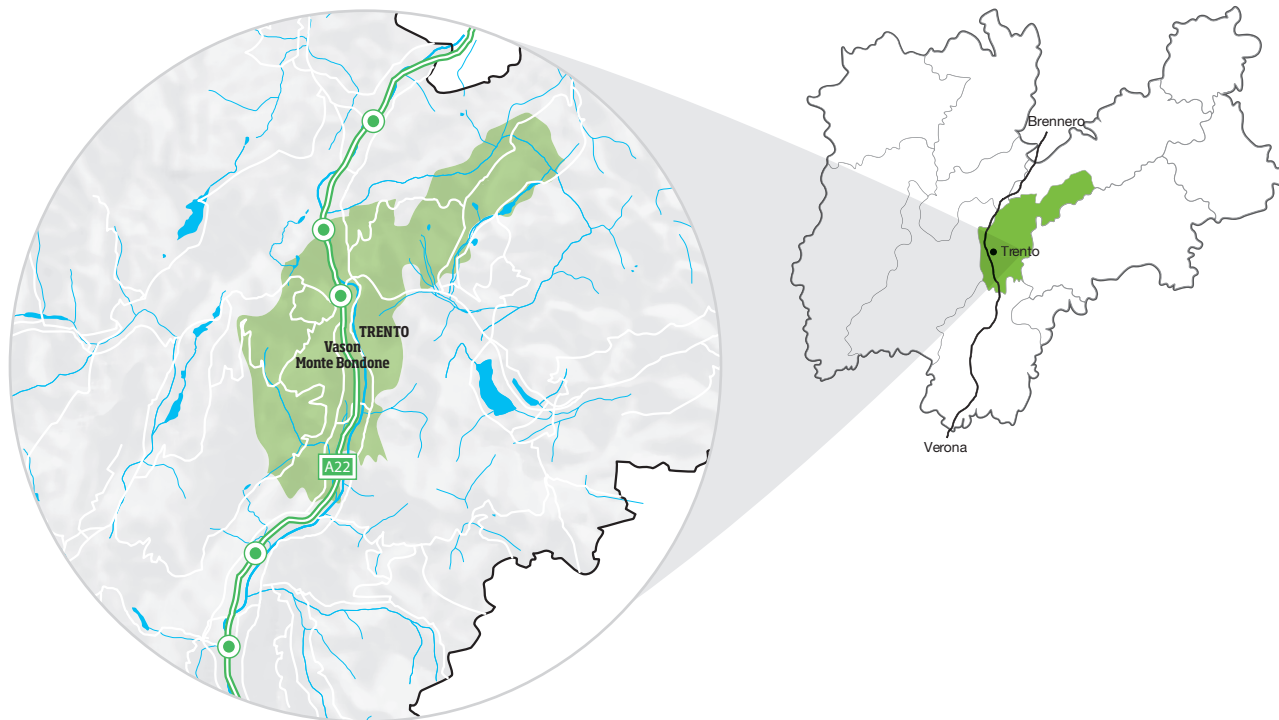 TRENTO
Vason
Monte Bondone
A22
Brennero
Trento
Verona